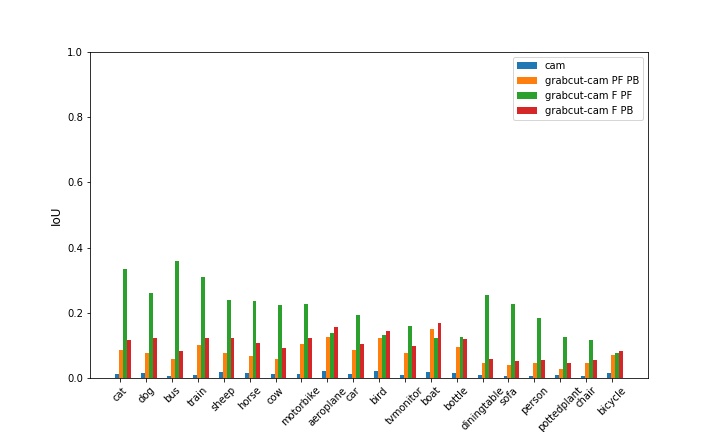 1.0
0.8
0.6
0.4
0.2
0.0
IoU
cam
grabcut-cam PF PB
grabcut-cam F PF
grabcut-cam F PB
cat
dog
bus
train
sheep
horse
cow
motorbike
aeroplane
car
bird
tvmonitor
boat
bottle
diningtable
sofa
person
pottedplant
chair
bicycle